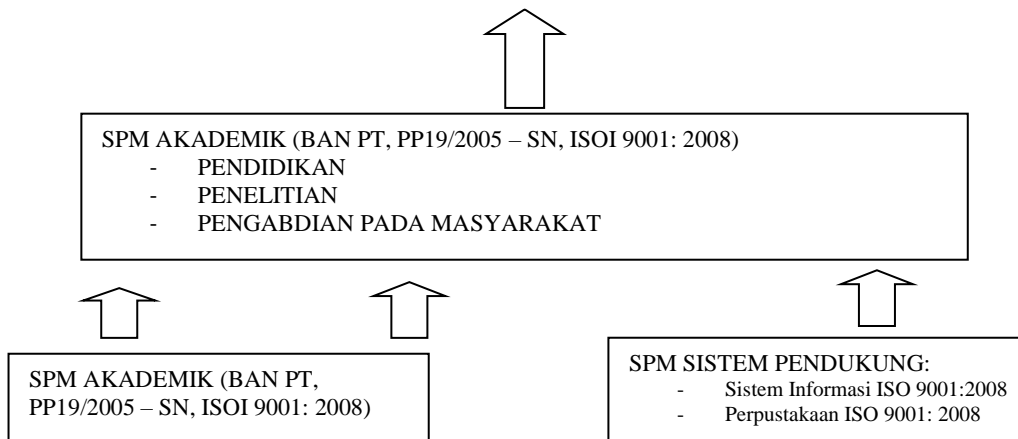 SPM AKADEMIK (BAN PT, PP19/2005 – SN, ISOI 9001: 2008)
- PENDIDIKAN
- PENELITIAN
- PENGABDIAN PADA MASYARAKAT
SPM AKADEMIK (BAN PT,
PP19/2005 – SN, ISOI 9001: 2008)
SPM SISTEM PENDUKUNG:
- Sistem Informasi ISO 9001:2008
- Perpustakaan ISO 9001: 2008